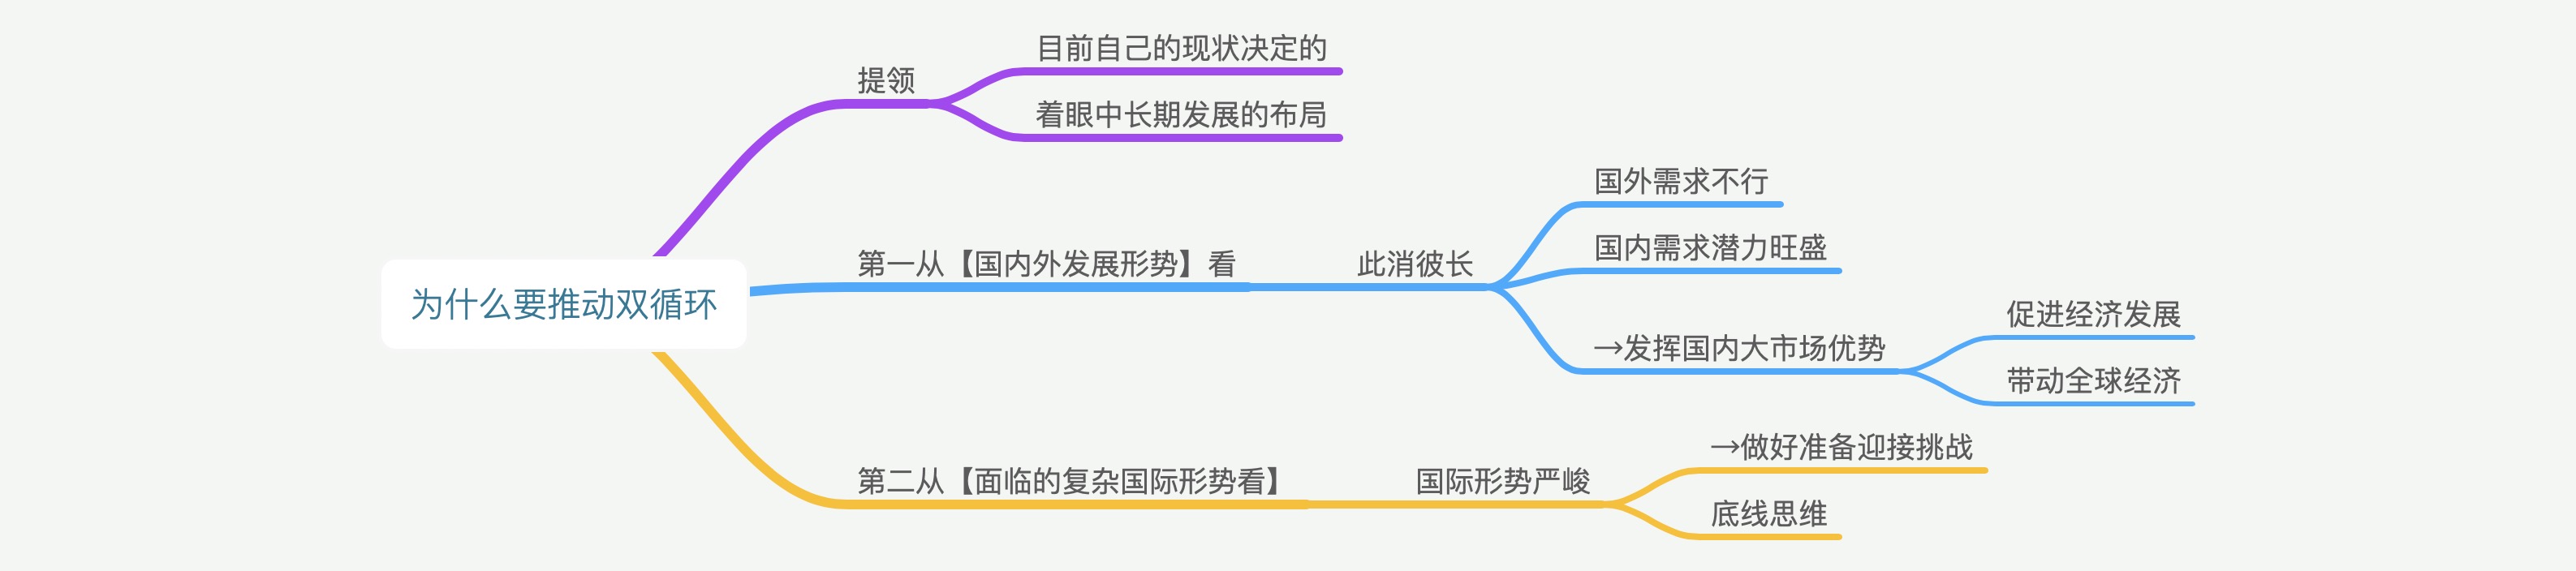 为什么要推动双循环
提领
目前自己的现状决定的
着眼中长期发展的布局
第一从【国内外发展形势】看
此消彼长
国外需求不行
国内需求潜力旺盛
→发挥国内大市场优势
促进经济发展
带动全球经济
第二从【面临的复杂国际形势看】
国际形势严峻
→做好准备迎接挑战
底线思维